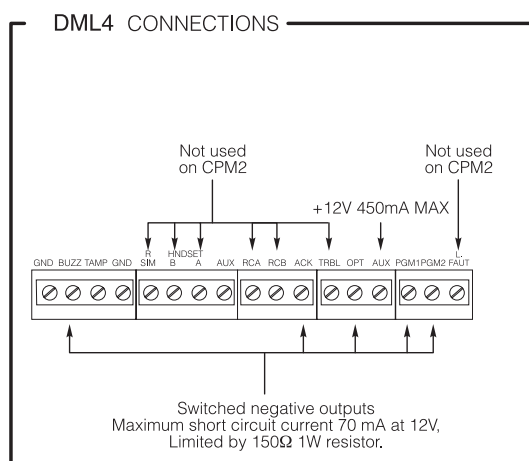 DML4 CONNECTIONS
Not used
on CPM2
Not used
on CPM2
+12V 450mA MAX
R HNDSET L.
GND BUZZ TAMP GND SIM B A AUX RCA RCB ACK TRBL OPT AUX PGM1 PGM2 FAUT
Switched negative outputs
Maximum short circuit current 70 mA at 12V,
Limited by 150Ω 1W resistor.